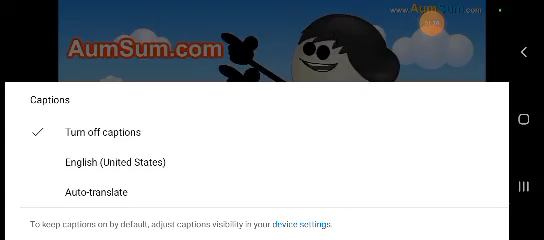 www.AumSum.com
AumSum.com
Captions
Turn off captions
English (United States)
Auto-translate
To keep captions on by default, adjust captions visibility in your device settings.